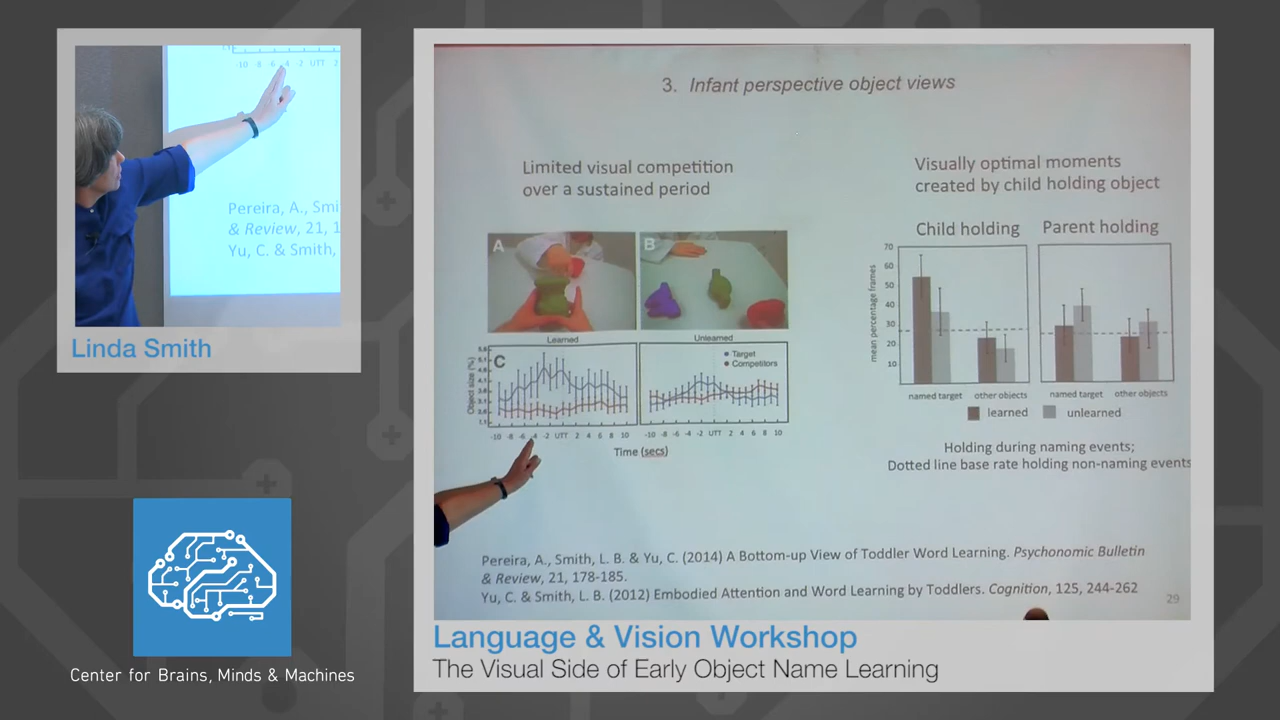 -10 -8 -6 -4 -2 UTT 2
Pereira, A., Smi
& Review, 21, 1
Yu, C. & Smith,
Linda Smith
Center for Brains, Minds & Machines
3. Infant perspective object views
Limited visual competition
over a sustained period
A
B
Learned
Unlearned
C
Target
Competitors
Object size (%)
-10 -8 -6 -4 -2 UTT 2 4 6 8 10
-10 -8 -6 -4 -2 UTT 2 4 6 8 10
Time (secs)
Visually optimal moments
created by child holding object
Child holding
Parent holding
mean percentage frames
70
60
50
40
30
20
10
named target other objects
named target other objects
learned unlearned
Holding during naming events;
Dotted line base rate holding non-naming events
Pereira, A., Smith, L. B. & Yu, C. (2014) A Bottom-up View of Toddler Word Learning. Psychonomic Bulletin
& Review, 21, 178-185.
Yu, C. & Smith, L. B. (2012) Embodied Attention and Word Learning by Toddlers. Cognition, 125, 244-262
29
Language & Vision Workshop
The Visual Side of Early Object Name Learning